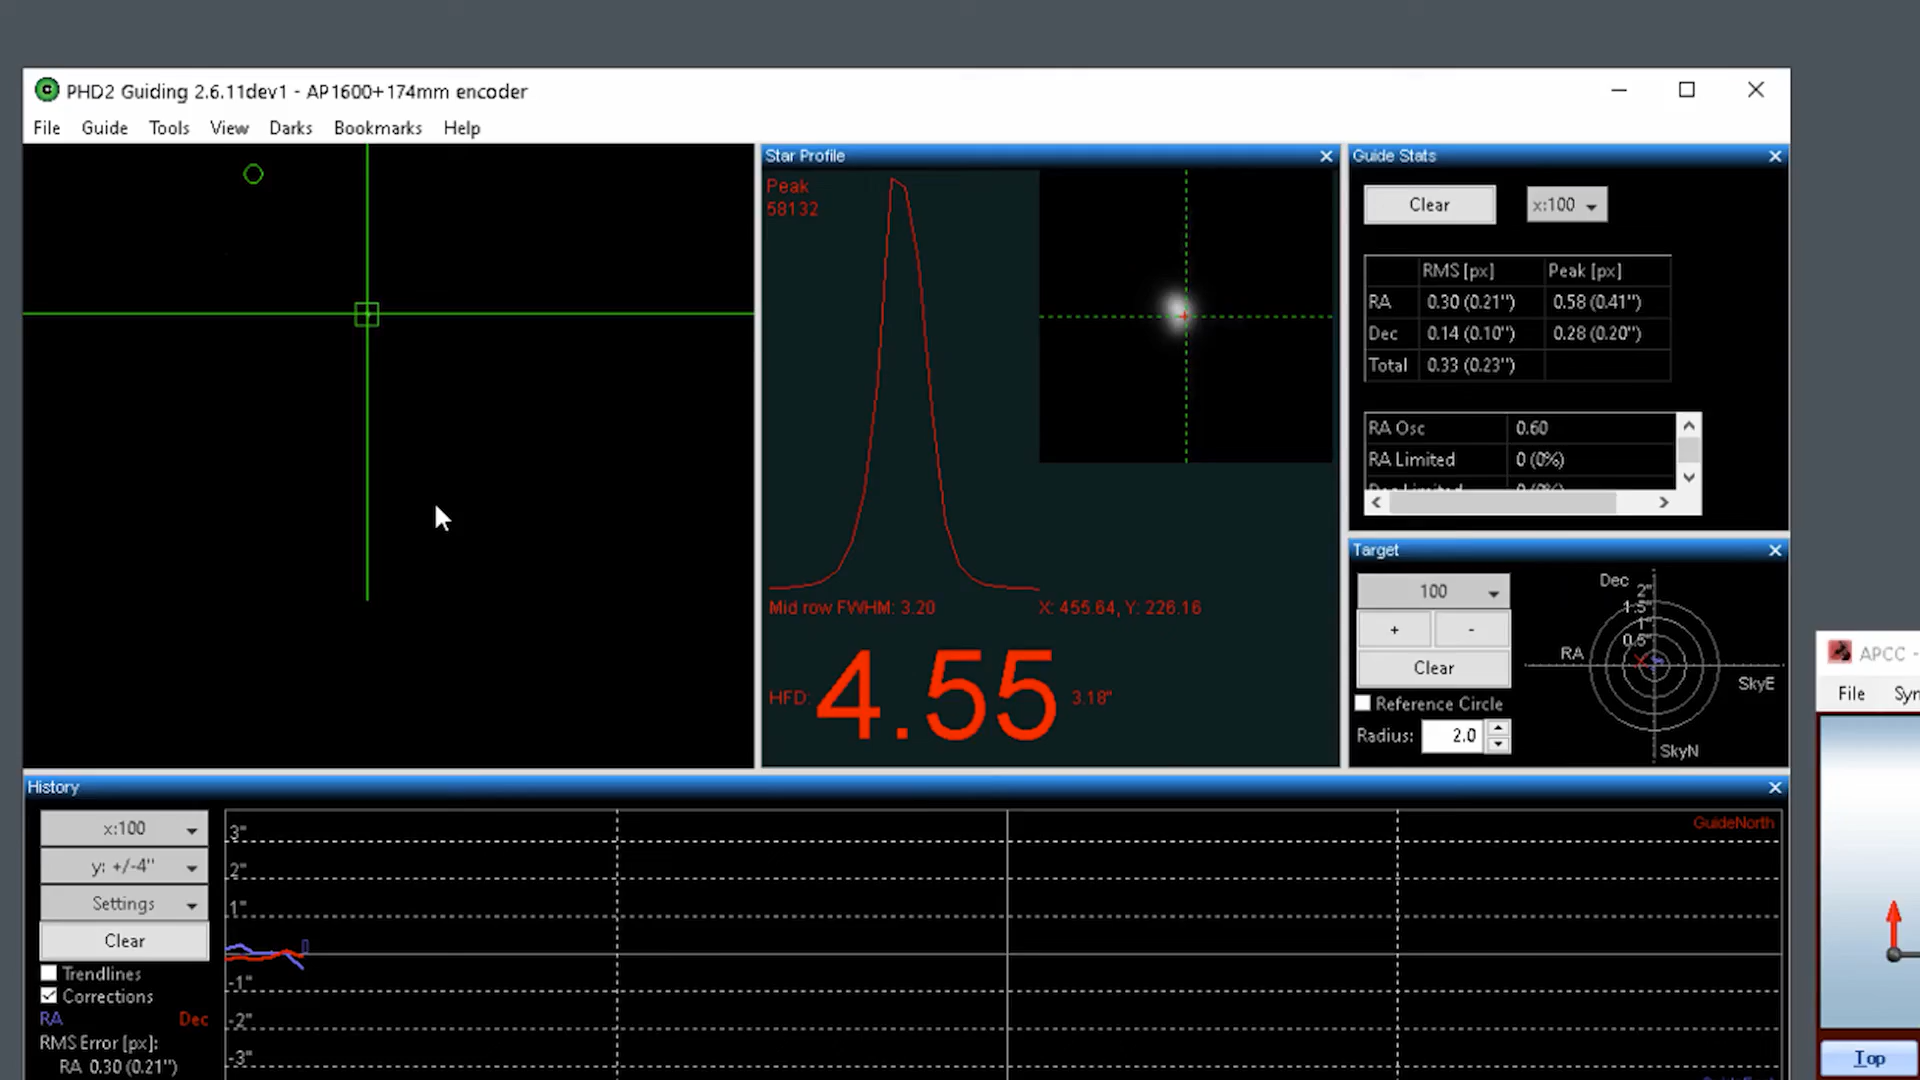 PHD2 Guiding 2.6.11dev1 - AP1600+174mm encoder
File Guide Tools View Darks Bookmarks Help
Star Profile
Peak
58132
Mid row FWHM: 3.20
X: 455.64, Y: 226.16
HFD: 4.55 3.18"
Guide Stats
Clear
x:100
RMS [px] Peak [px]
RA 0.30 (0.21") 0.58 (0.41")
Dec 0.14 (0.10") 0.28 (0.20")
Total 0.33 (0.23")
RA Osc 0.60
RA Limited 0 (0%)
Dec Limited 0 (0%)
Target
100
+ -
Clear
Reference Circle
Radius: 2.0
Dec
2"
1.5"
1"
0.5"
RA
SkyE
SkyN
APCC -
File
Top
History
x:100
y: +/-4"
Settings
Clear
Trendlines
Corrections
RA Dec
RMS Error [px]:
RA 0.30 (0.21")
3"
2"
1"
-1"
-2"
-3"
GuideNorth